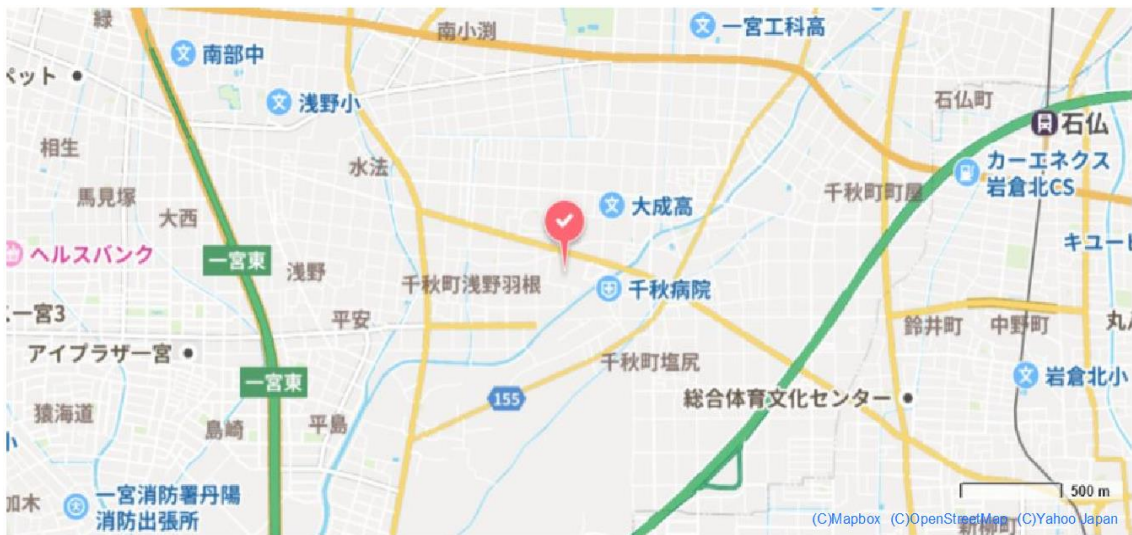 緑
南小渕
一宮工科高
南部中
ペット
浅野小
石仏町
石仏
相生
水法
カーエネクス
岩倉北CS
馬見塚
千秋町町屋
大西
大成高
キユーピ
ヘルスバンク
一宮東
浅野
千秋町浅野羽根
千秋病院
一宮3
平安
鈴井町
中野町
アイプラザ一宮
千秋町塩尻
一宮東
岩倉北小
155
総合体育文化センター
猿海道
島崎
平島
加木
一宮消防署丹陽
消防出張所
500 m
(C)Mapbox (C)OpenStreetMap (C)Yahoo Japan
新柳町